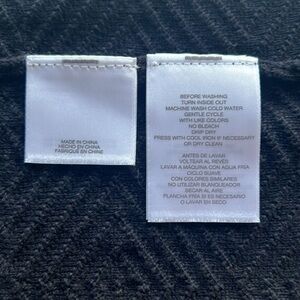 MADE IN CHINA
HECHO EN CHINA
FABRIQUE EN CHINE
BEFORE WASHING
TURN INSIDE OUT
MACHINE WASH COLD WATER
GENTLE CYCLE
WITH LIKE COLORS
NO BLEACH
DRIP DRY
PRESS WITH COOL IRON IF NECESSARY
OR DRY CLEAN
ANTES DE LAVAR
VOLTEAR AL REVES
LAVAR A MAQUINA CON AGUA FRIA
CICLO SUAVE
CON COLORES SIMILARES
NO UTILIZAR BLANQUEADOR
SECAR AL AIRE
PLANCHA FRIA SI ES NECESARIO
O LAVAR EN SECO